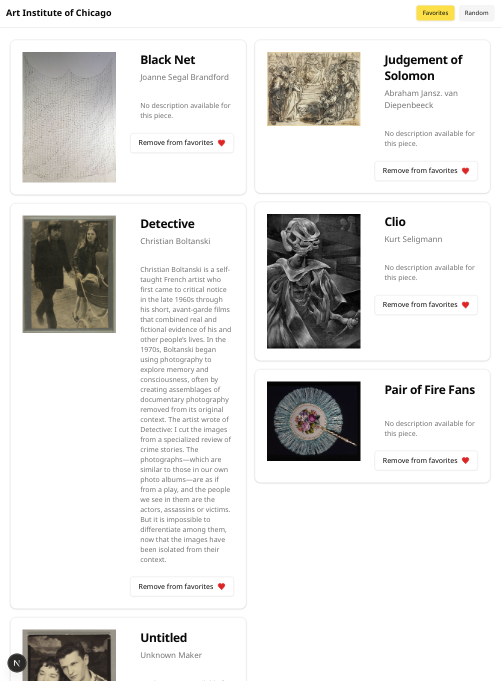 Art Institute of Chicago
Favorites
Random
Black Net
Joanne Segal Brandford
No description available for
this piece.
Remove from favorites
Detective
Christian Boltanski
Christian Boltanski is a self-
taught French artist who
first came to critical notice
in the late 1960s through
his short, avant-garde films
that combined real and
fictional evidence of his and
other people's lives. In the
1970s, Boltanski began
using photography to
explore memory and
consciousness, often by
creating assemblages of
documentary photography
removed from its original
context. The artist wrote of
Detective: I cut the images
from a specialized review of
crime stories. The
photographs—which are
similar to those in our own
photo albums—are as if
from a play, and the people
we see in them are the
actors, assassins or victims.
But it is impossible to
differentiate among them,
now that the images have
been isolated from their
context.
Remove from favorites
Untitled
Unknown Maker
N
Judgement of
Solomon
Abraham Jansz. van
Diepenbeeck
No description available for
this piece.
Remove from favorites
Clio
Kurt Seligmann
No description available for
this piece.
Remove from favorites
Pair of Fire Fans
No description available for
this piece.
Remove from favorites